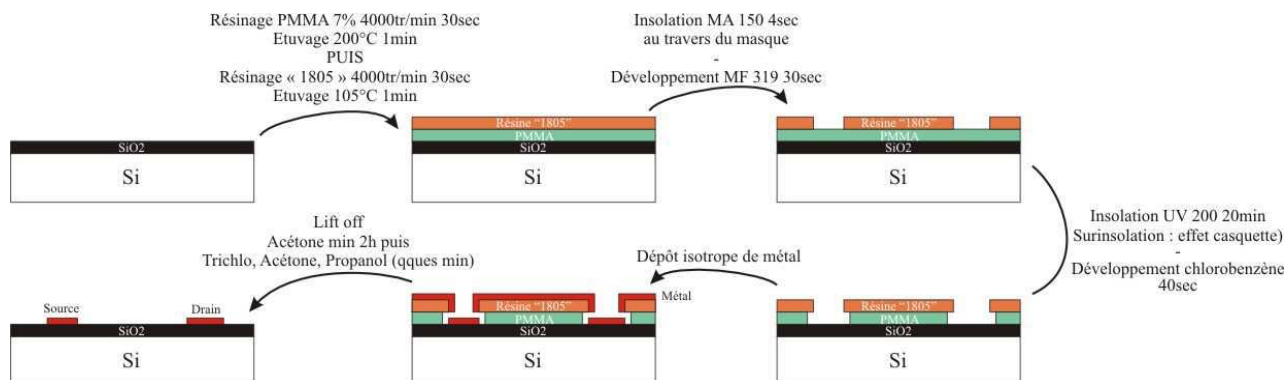 Résinage PMMA 7% 4000tr/min 30sec
Etuvage 200°C 1min
PUIS
Résinage « 1805 » 4000tr/min 30sec
Etuvage 105°C 1min
Insolation MA 150 4sec
au travers du masque
-
Développement MF 319 30sec
SiO2
Si
Résine "1805"
PMMA
SiO2
Si
Résine "1805"
PMMA
SiO2
Si
Insolation UV 200 20min
Surinsolation : effet casquette)
-
Développement chlorobenzène
40sec
Lift off
Acétone min 2h puis
Trichlo, Acétone, Propanol (qques min)
Dépôt isotrope de métal
Source
Drain
SiO2
Si
Métal
Résine "1805"
PMMA
SiO2
Si
Résine "1805"
PMMA
SiO2
Si